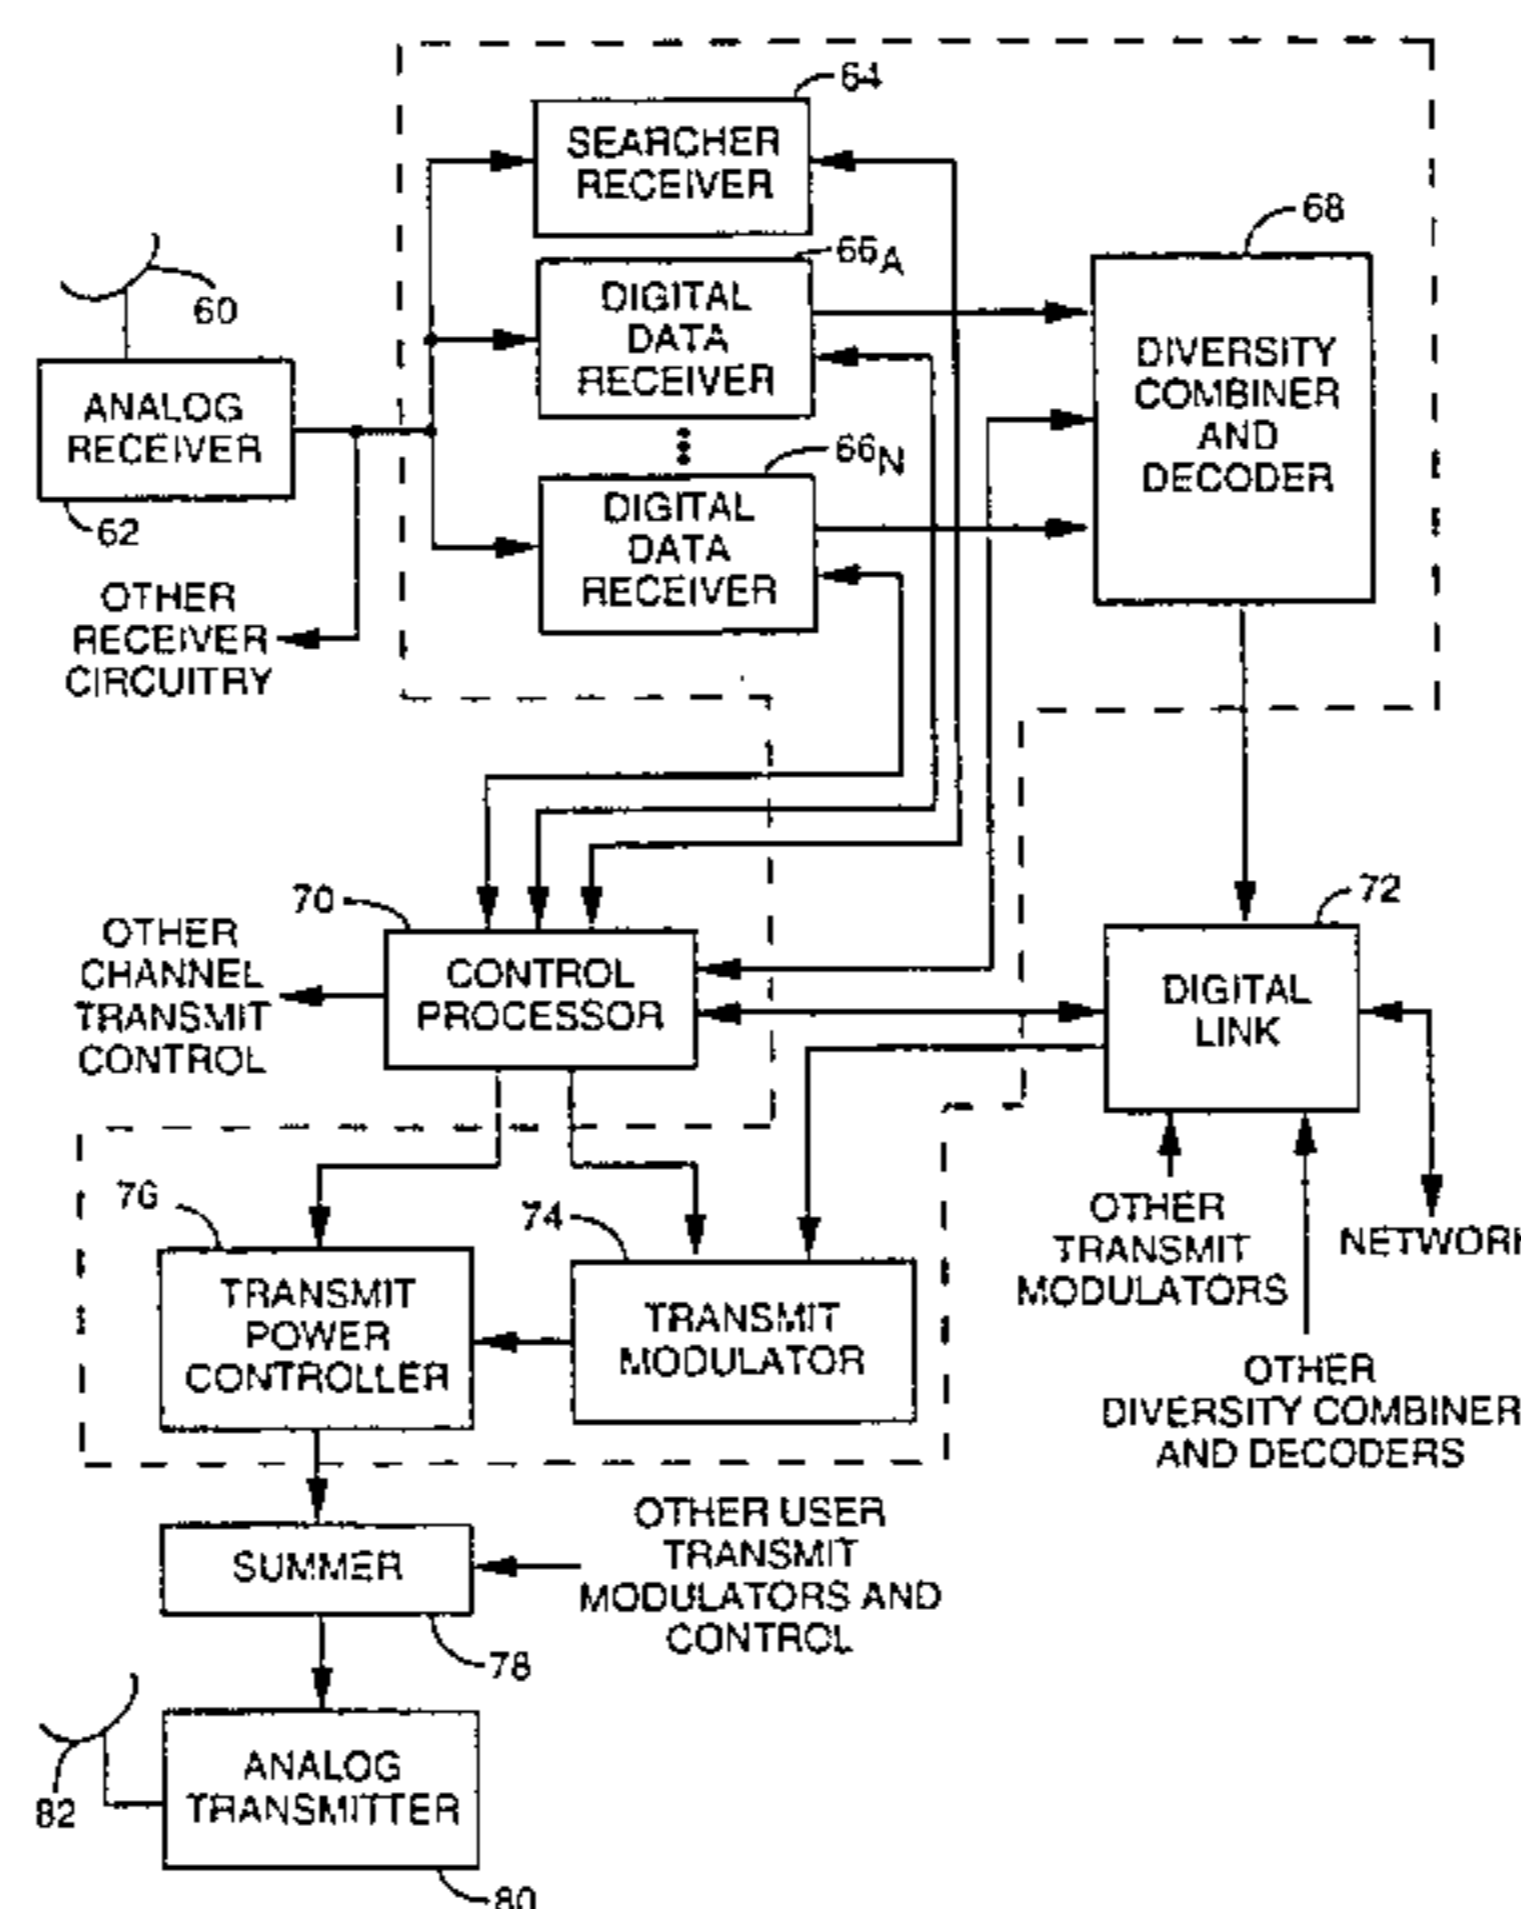 64
SEARCHER
RECEIVER
66A
68
60
DIGITAL
DATA
RECEIVER
DIVERSITY
COMBINER
AND
DECODER
ANALOG
RECEIVER
62
66N
DIGITAL
DATA
RECEIVER
OTHER
RECEIVER
CIRCUITRY
70
72
OTHER
CHANNEL
TRANSMIT
CONTROL
CONTROL
PROCESSOR
DIGITAL
LINK
76
74
OTHER
TRANSMIT
MODULATORS
NETWORK
TRANSMIT
POWER
CONTROLLER
TRANSMIT
MODULATOR
OTHER
DIVERSITY COMBINER
AND DECODERS
SUMMER
OTHER USER
TRANSMIT
MODULATORS AND
CONTROL
78
82
ANALOG
TRANSMITTER
80